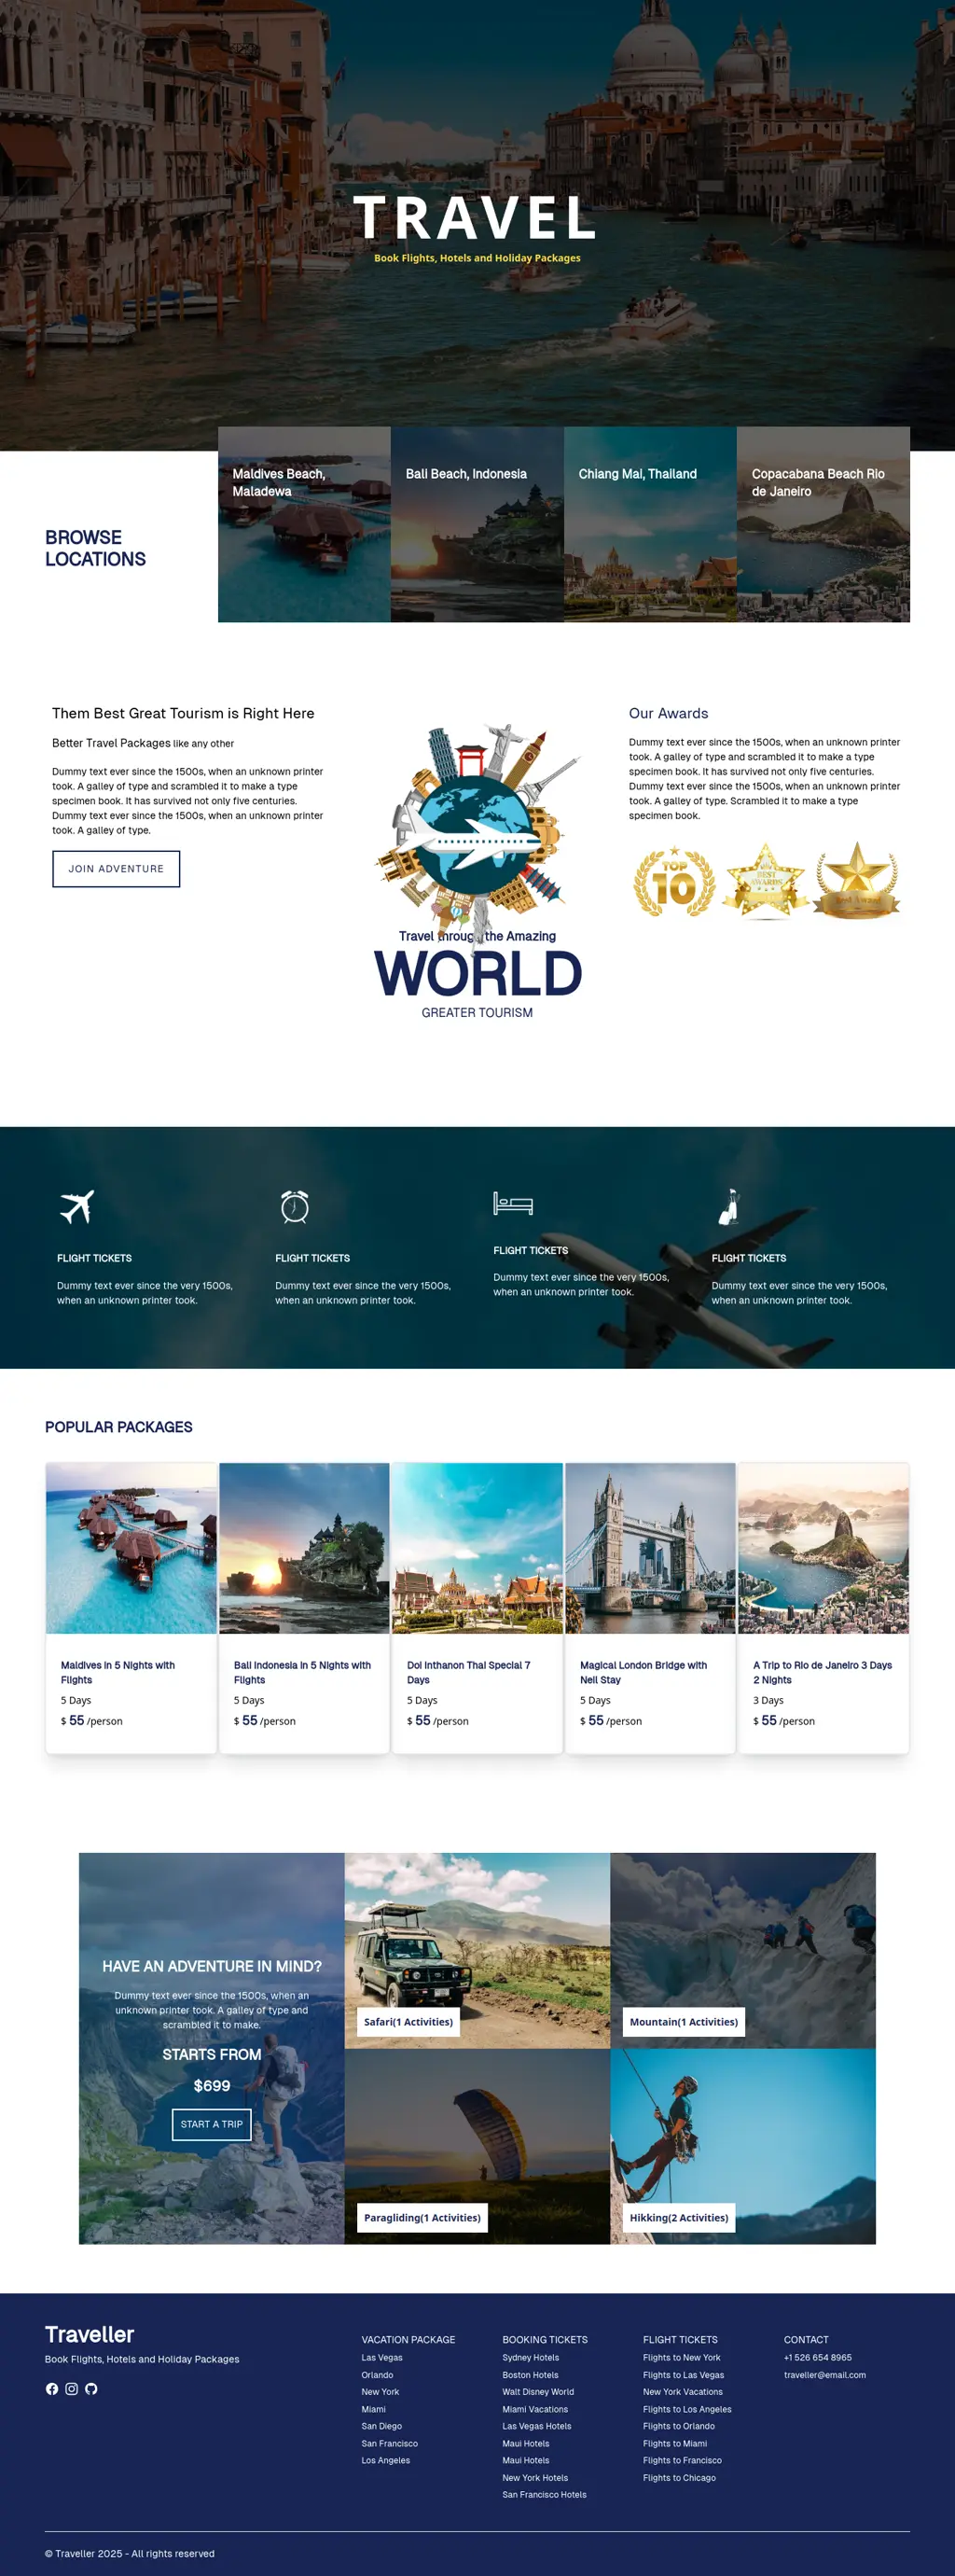 TRAVEL
Book Flights, Hotels and Holiday Packages
BROWSE
LOCATIONS
Maldives Beach,
Maladewa
Bali Beach, Indonesia
Chiang Mai, Thailand
Copacabana Beach Rio
de Janeiro
Them Best Great Tourism is Right Here
Better Travel Packages like any other
Dummy text ever since the 1500s, when an unknown printer
took. A galley of type and scrambled it to make a type
specimen book. It has survived not only five centuries.
Dummy text ever since the 1500s, when an unknown printer
took. A galley of type.
JOIN ADVENTURE
Travel through the Amazing
WORLD
GREATER TOURISM
Our Awards
Dummy text ever since the 1500s, when an unknown printer
took. A galley of type and scrambled it to make a type
specimen book. It has survived not only five centuries.
Dummy text ever since the 1500s, when an unknown printer
took. A galley of type. Scrambled it to make a type
specimen book.
TOP
10
BEST
AWARDS
Best Award
FLIGHT TICKETS
Dummy text ever since the very 1500s,
when an unknown printer took.
FLIGHT TICKETS
Dummy text ever since the very 1500s,
when an unknown printer took.
FLIGHT TICKETS
Dummy text ever since the very 1500s,
when an unknown printer took.
FLIGHT TICKETS
Dummy text ever since the very 1500s,
when an unknown printer took.
POPULAR PACKAGES
Maldives in 5 Nights with
Flights
5 Days
$ 55 /person
Bali Indonesia in 5 Nights with
Flights
5 Days
$ 55 /person
Doi Inthanon Thai Special 7
Days
5 Days
$ 55 /person
Magical London Bridge with
Neil Stay
5 Days
$ 55 /person
A Trip to Rio de Janeiro 3 Days
2 Nights
3 Days
$ 55 /person
HAVE AN ADVENTURE IN MIND?
Dummy text ever since the 1500s, when an
unknown printer took. A galley of type and
scrambled it to make.
STARTS FROM
$699
START A TRIP
Safari(1 Activities)
Mountain(1 Activities)
Paragliding(1 Activities)
Hikking(2 Activities)
Traveller
Book Flights, Hotels and Holiday Packages
VACATION PACKAGE
Las Vegas
Orlando
New York
Miami
San Diego
San Francisco
Los Angeles
BOOKING TICKETS
Sydney Hotels
Boston Hotels
Walt Disney World
Miami Vacations
Las Vegas Hotels
Maui Hotels
Maui Hotels
New York Hotels
San Francisco Hotels
FLIGHT TICKETS
Flights to New York
Flights to Las Vegas
New York Vacations
Flights to Los Angeles
Flights to Orlando
Flights to Miami
Flights to Francisco
Flights to Chicago
CONTACT
+1 526 654 8965
traveller@email.com
© Traveller 2025 - All rights reserved